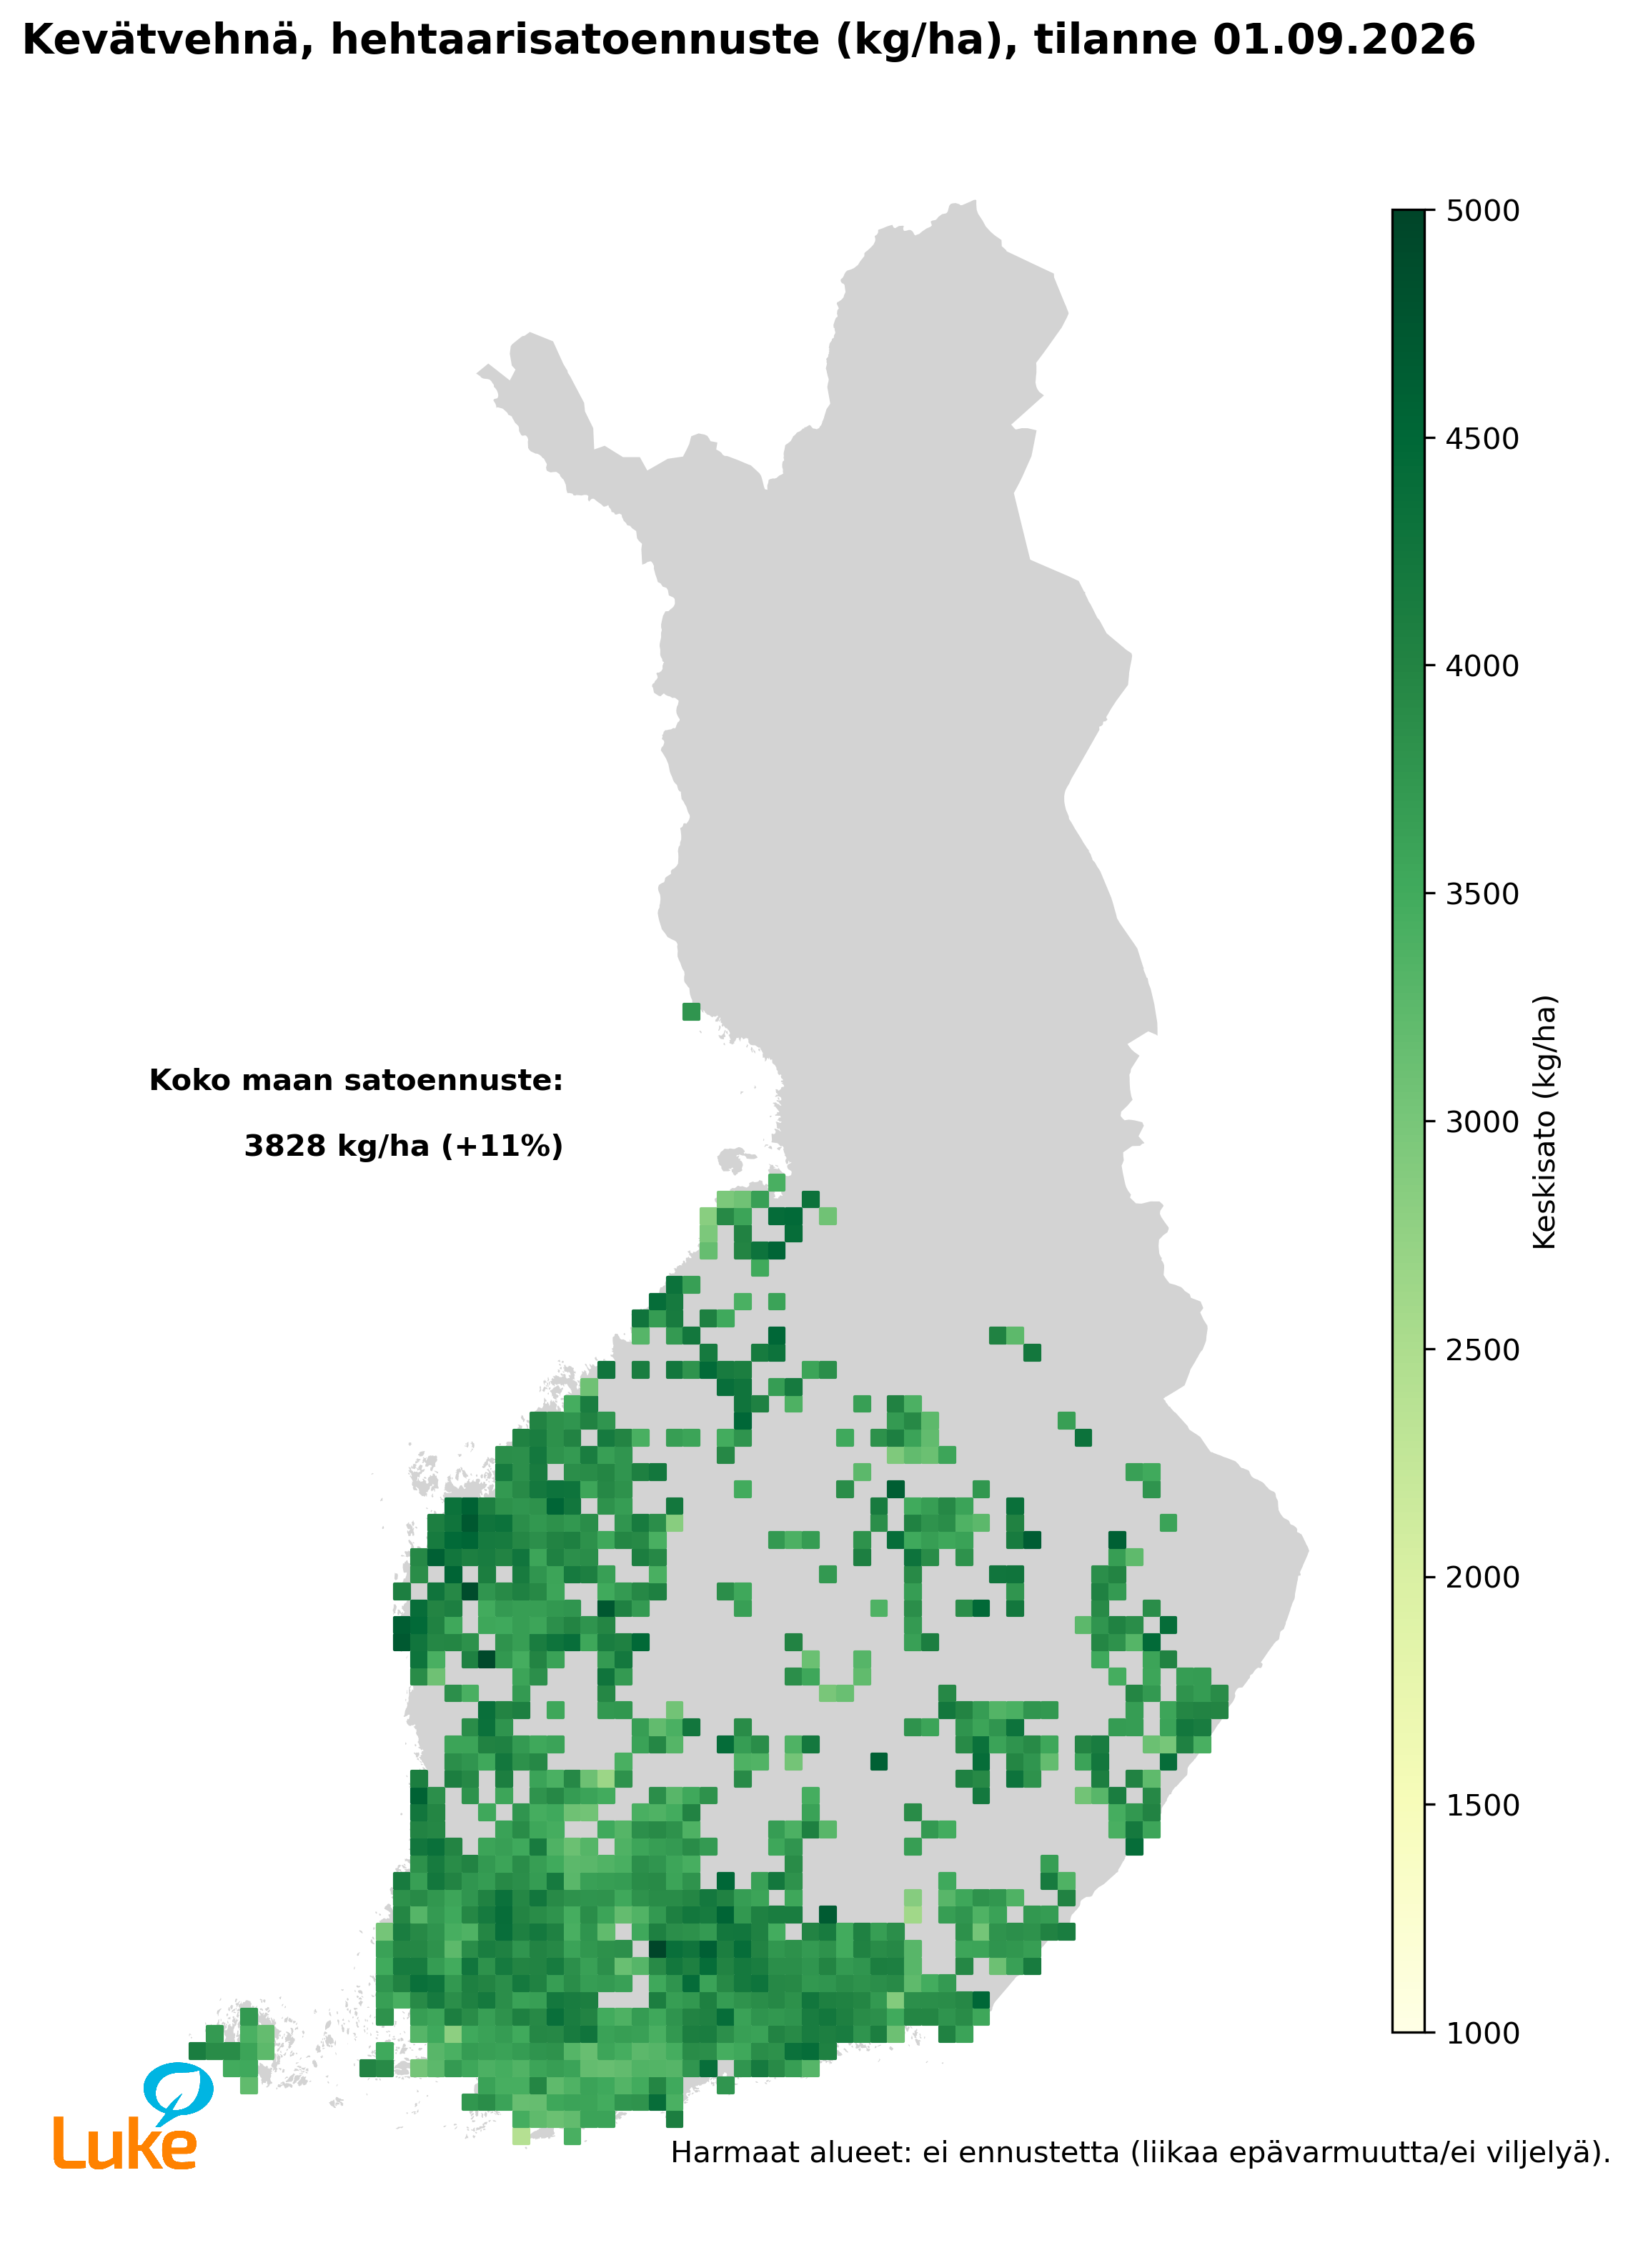 Kevätvehnä, hehtaarisatoennuste (kg/ha), tilanne 01.09.2026
5000
4500
4000
3500
3000
2500
2000
1500
1000
Keskisato (kg/ha)
Koko maan satoennuste:
3828 kg/ha (+11%)
Luke
Harmaat alueet: ei ennustetta (liikaa epävarmuutta/ei viljelyä).